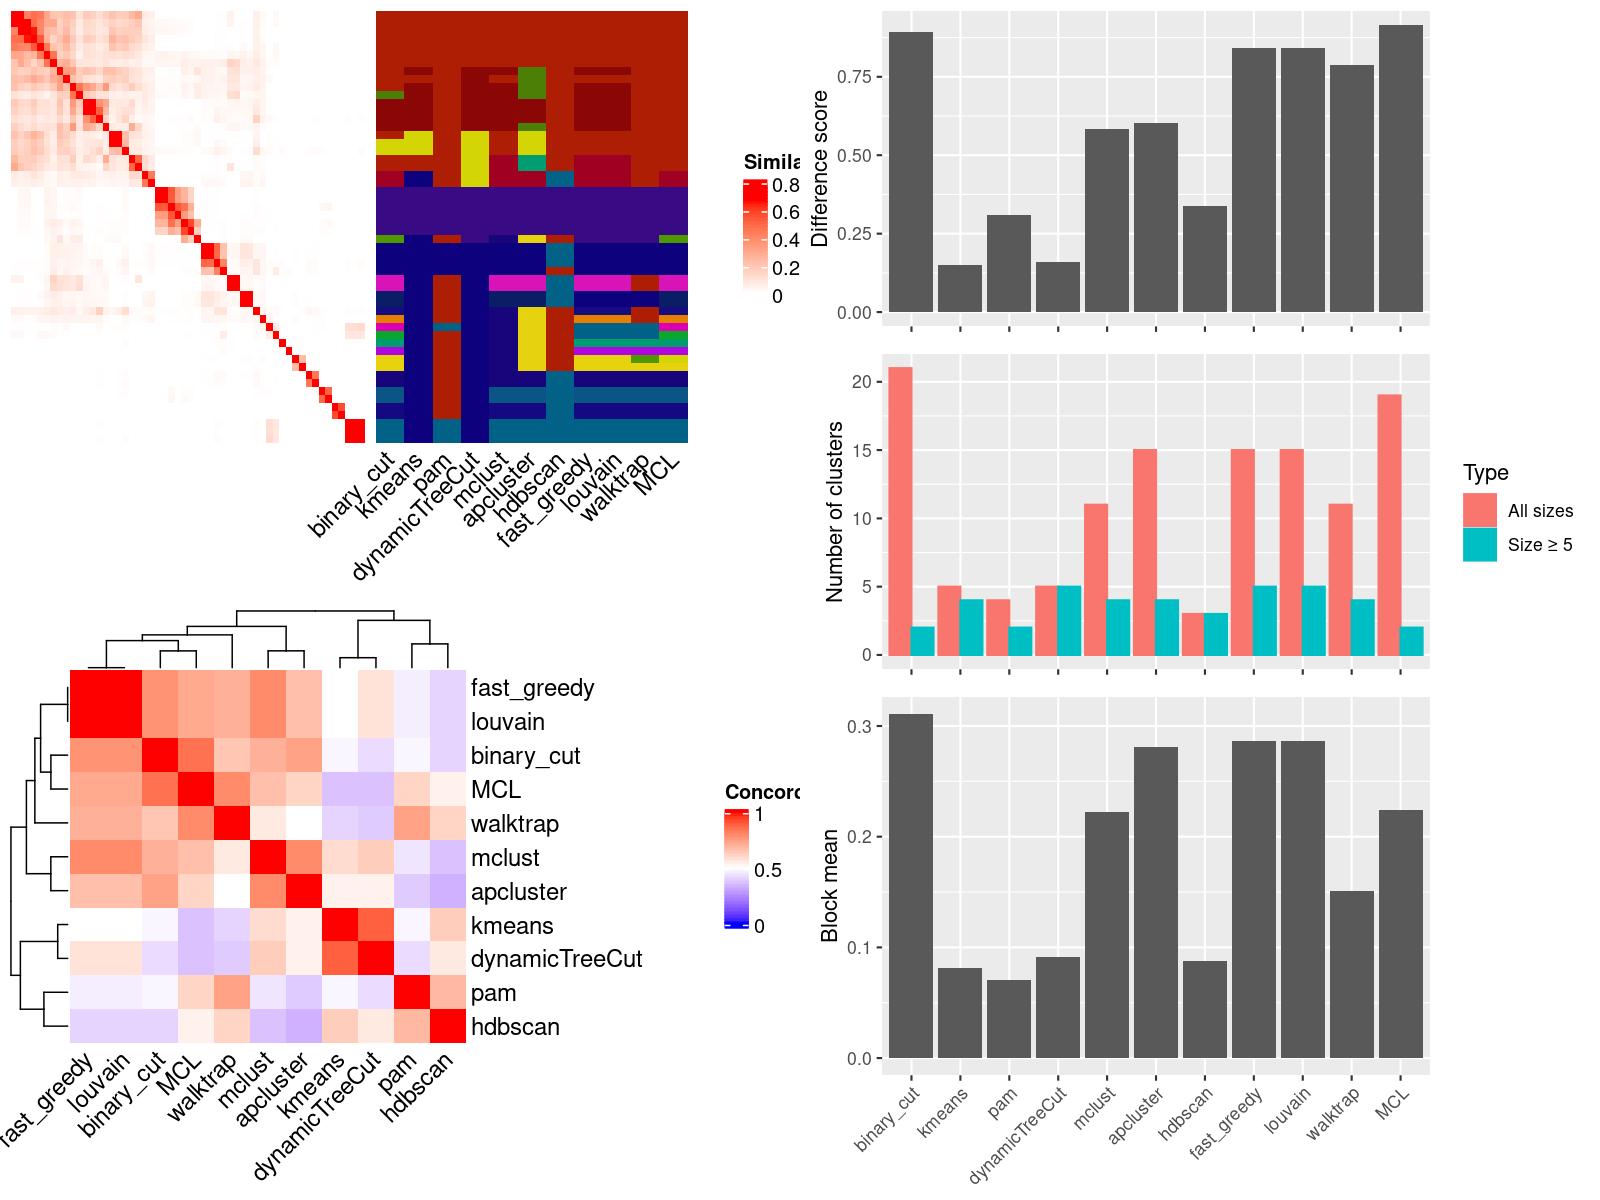 Simila
0.8
0.6
0.4
0.2
0
binary_cut
kmeans
pam
dynamicTreeCut
mclust
apcluster
hdbscan
fast_greedy
louvain
walktrap
MCL
fast_greedy
louvain
binary_cut
MCL
walktrap
mclust
apcluster
kmeans
dynamicTreeCut
pam
hdbscan
Concord
1
0.5
0
fast_greedy
louvain
binary_cut
MCL
walktrap
mclust
apcluster
kmeans
dynamicTreeCut
pam
hdbscan
Difference score
0.75
0.50
0.25
0.00
Number of clusters
20
15
10
5
0
Type
All sizes
Size ≥ 5
Block mean
0.3
0.2
0.1
0.0
binary_cut
kmeans
pam
dynamicTreeCut
mclust
apcluster
hdbscan
fast_greedy
louvain
walktrap
MCL